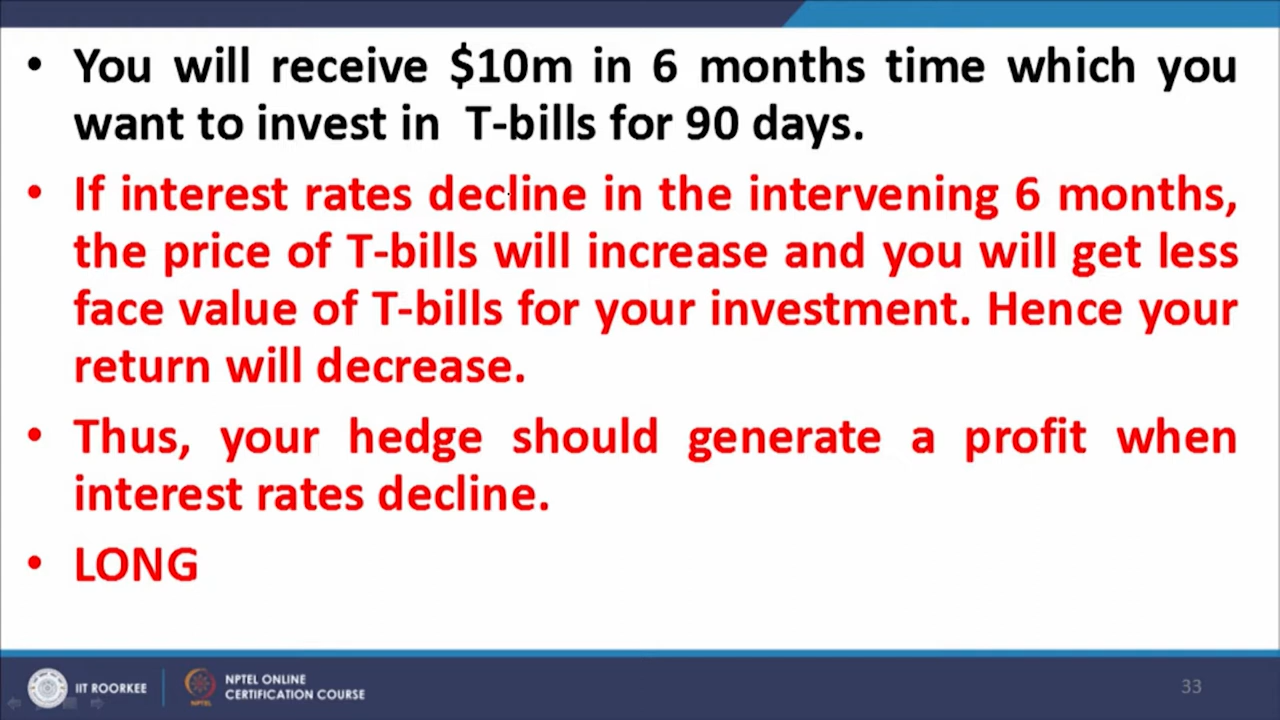 • You will receive $10m in 6 months time which you
want to invest in T-bills for 90 days.
• If interest rates decline in the intervening 6 months,
the price of T-bills will increase and you will get less
face value of T-bills for your investment. Hence your
return will decrease.
• Thus, your hedge should generate a profit when
interest rates decline.
• LONG
IIT ROORKEE
NPTEL ONLINE
CERTIFICATION COURSE
33